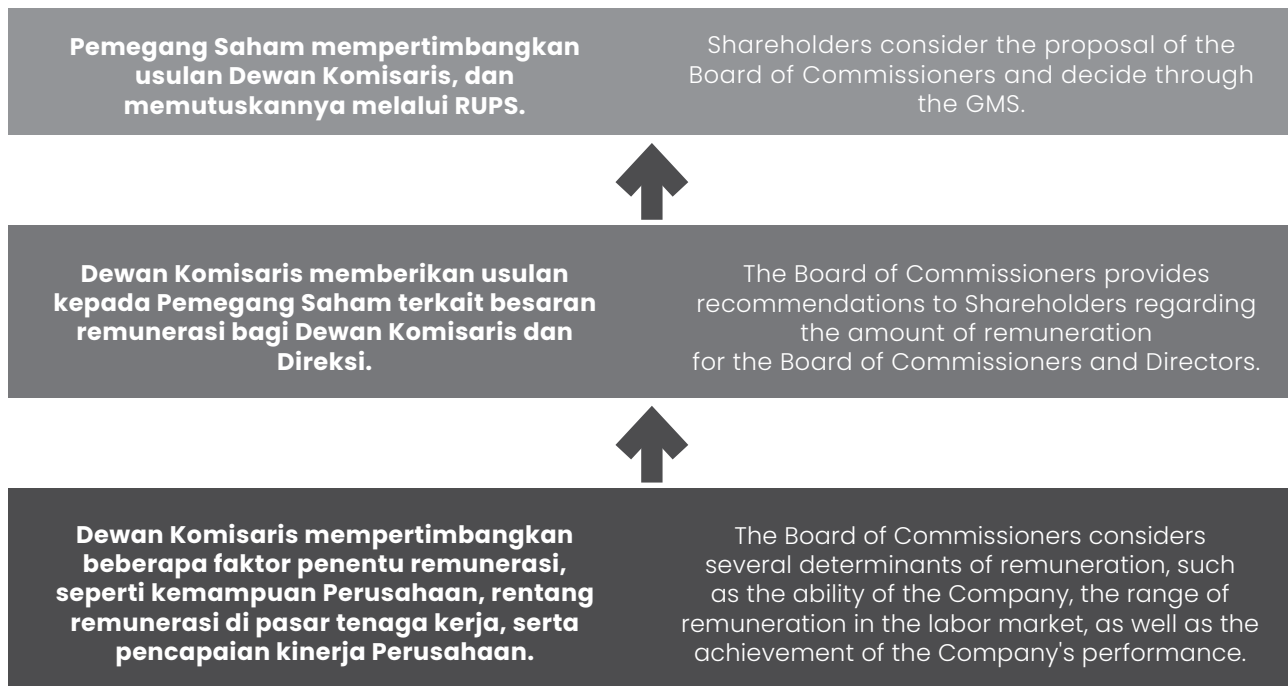 Pemegang Saham mempertimbangkan
usulan Dewan Komisaris, dan
memutuskannya melalui RUPS.
Shareholders consider the proposal of the
Board of Commissioners and decide through
the GMS.
Dewan Komisaris memberikan usulan
kepada Pemegang Saham terkait besaran
remunerasi bagi Dewan Komisaris dan
Direksi.
The Board of Commissioners provides
recommendations to Shareholders regarding
the amount of remuneration
for the Board of Commissioners and Directors.
Dewan Komisaris mempertimbangkan
beberapa faktor penentu remunerasi,
seperti kemampuan Perusahaan, rentang
remunerasi di pasar tenaga kerja, serta
pencapaian kinerja Perusahaan.
The Board of Commissioners considers
several determinants of remuneration, such
as the ability of the Company, the range of
remuneration in the labor market, as well as the
achievement of the Company's performance.